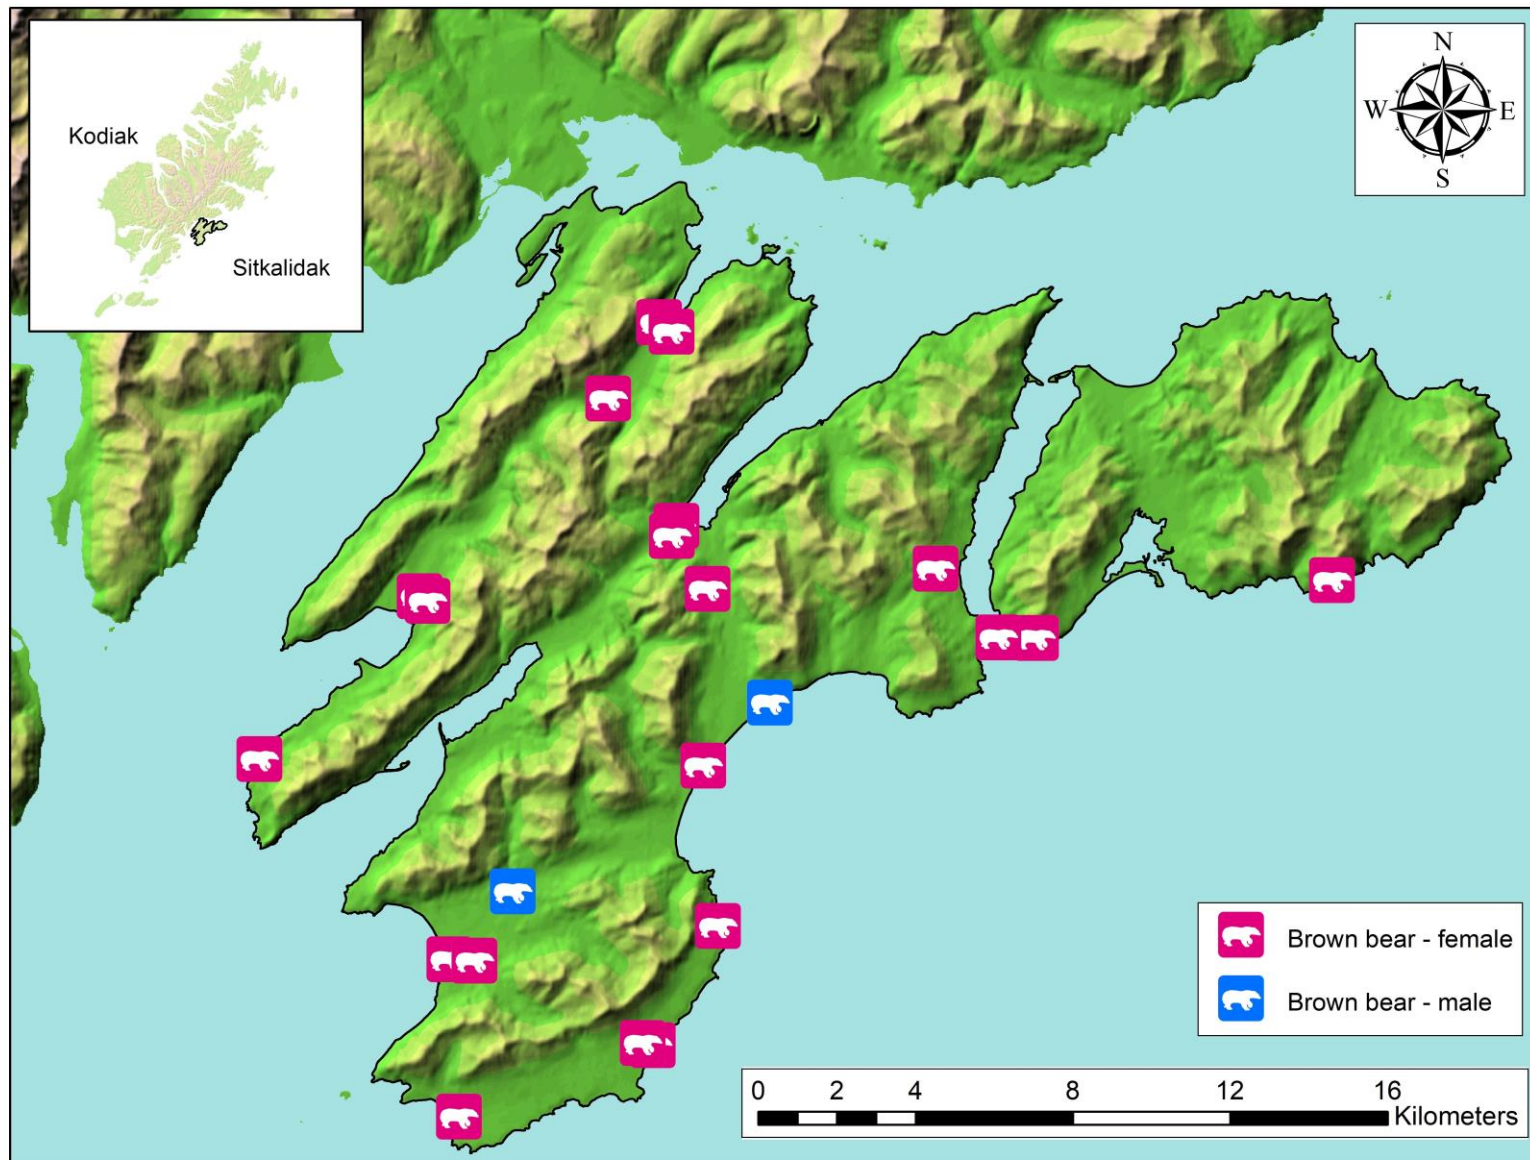 Kodiak
Sitkalidak
N
W
E
S
Brown bear - female
Brown bear - male
0 2 4 8 12 16
Kilometers